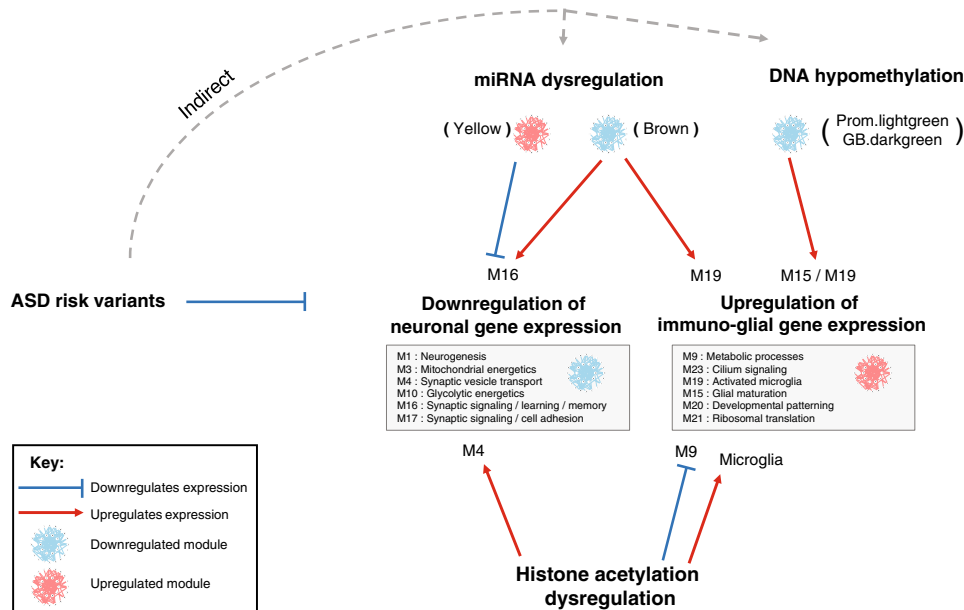 Indirect
miRNA dysregulation
DNA hypomethylation
( Yellow )
( Brown )
( Prom.lightgreen
GB.darkgreen )
M16
M19
M15 / M19
ASD risk variants
Downregulation of
neuronal gene expression
Upregulation of
immuno-glial gene expression
M1 : Neurogenesis
M3 : Mitochondrial energetics
M4 : Synaptic vesicle transport
M10 : Glycolytic energetics
M16 : Synaptic signaling / learning / memory
M17 : Synaptic signaling / cell adhesion
M9 : Metabolic processes
M23 : Cilium signaling
M19 : Activated microglia
M15 : Glial maturation
M20 : Developmental patterning
M21 : Ribosomal translation
M4
M9
Microglia
Histone acetylation
dysregulation
Key:
Downregulates expression
Upregulates expression
Downregulated module
Upregulated module